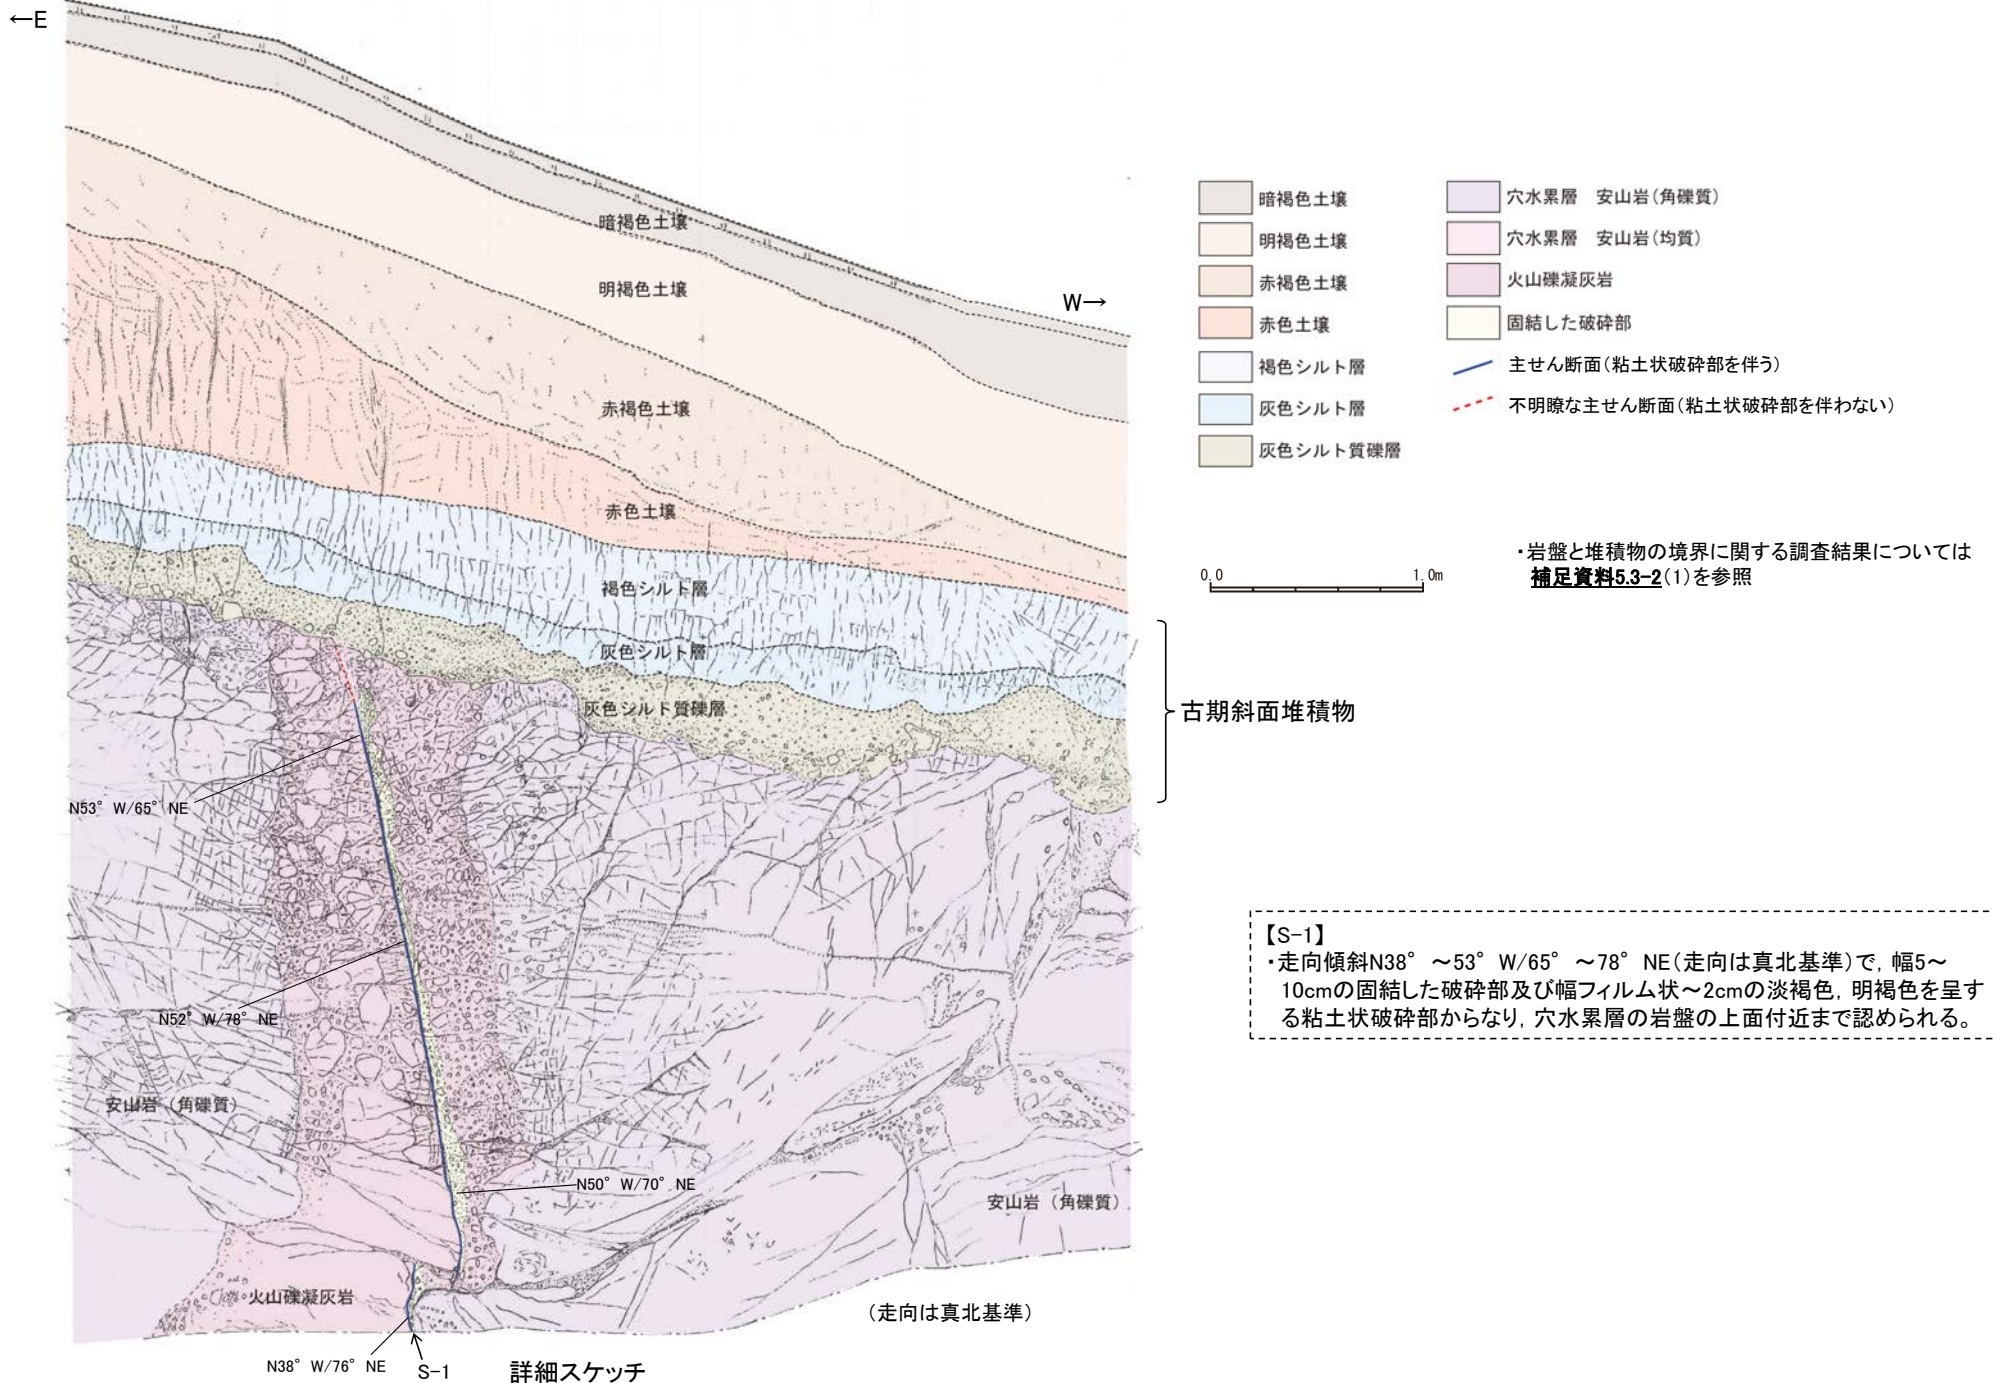 ←E
W→
暗褐色土壌
明褐色土壌
赤褐色土壌
赤色土壌
褐色シルト層
灰色シルト層
灰色シルト質礫層
N53°W/65°NE
N52°W/78°NE
安山岩（角礫質）
N50°W/70°NE
安山岩（角礫質）
火山礫凝灰岩
（走向は真北基準）
N38°W/76°NE
S-1
詳細スケッチ
暗褐色土壌
明褐色土壌
赤褐色土壌
赤色土壌
褐色シルト層
灰色シルト層
灰色シルト質礫層
穴水累層　安山岩（角礫質）
穴水累層　安山岩（均質）
火山礫凝灰岩
固結した破砕部
主せん断面（粘土状破砕部を伴う）
不明瞭な主せん断面（粘土状破砕部を伴わない）
0.0 1.0m
・岩盤と堆積物の境界に関する調査結果については
補足資料5.3-2(1)を参照
古期斜面堆積物
【S-1】
・走向傾斜N38°～53°W/65°～78°NE（走向は真北基準）で，幅5～
10cmの固結した破砕部及び幅フィルム状～2cmの淡褐色，明褐色を呈す
る粘土状破砕部からなり，穴水累層の岩盤の上面付近まで認められる。